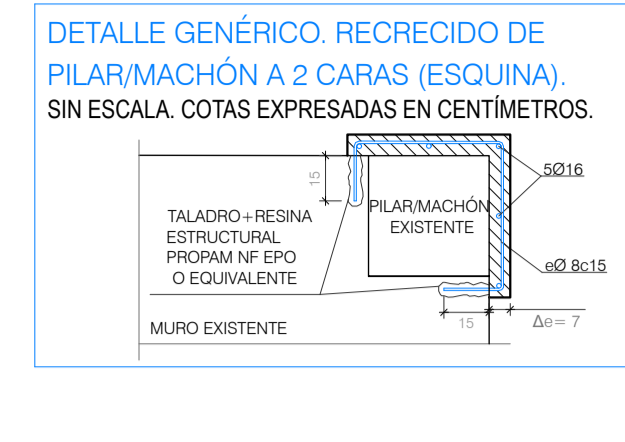 DETALLE GENÉRICO. RECRECIDO DE
PILAR/MACHÓN A 2 CARAS (ESQUINA).
SIN ESCALA. COTAS EXPRESADAS EN CENTÍMETROS.
15
5Ø16
PILAR/MACHÓN
EXISTENTE
TALADRO+RESINA
ESTRUCTURAL
PROPAM NF EPO
O EQUIVALENTE
eØ 8c15
MURO EXISTENTE
15
Δe= 7